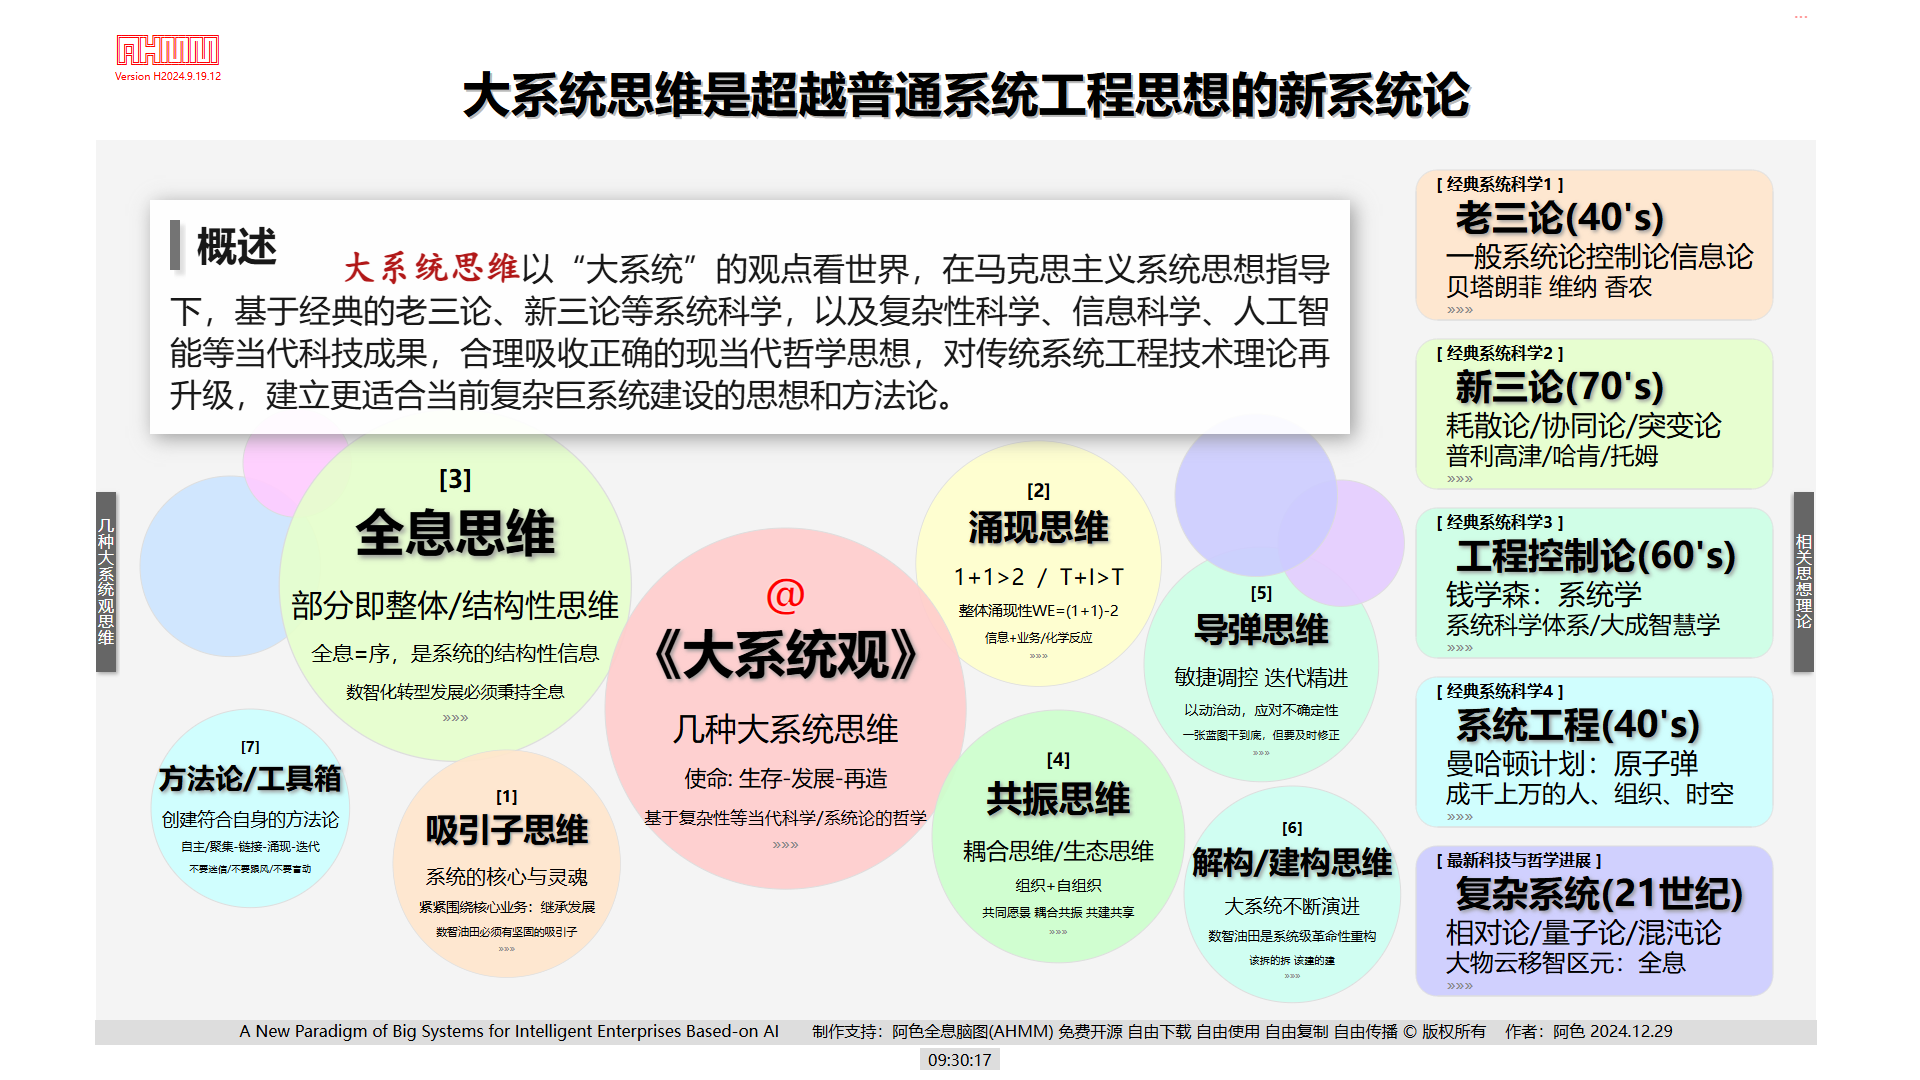 AHMM
Version H2024.9.19.12
...
大系统思维是超越普通系统工程思想的新系统论
概述
大系统思维以“大系统”的观点看世界，在马克思主义系统思想指导
下，基于经典的老三论、新三论等系统科学，以及复杂性科学、信息科学、人工智
能等当代科技成果，合理吸收正确的现当代哲学思想，对传统系统工程技术理论再
升级，建立更适合当前复杂巨系统建设的思想和方法论。
几种大系统观思维
[3]
全息思维
部分即整体/结构性思维
全息=序，是系统的结构性信息
数智化转型发展必须秉持全息
»»»
@
《大系统观》
几种大系统思维
使命: 生存-发展-再造
基于复杂性等当代科学/系统论的哲学
»»»
[2]
涌现思维
1+1>2 / T+I>T
整体涌现性WE=(1+1)-2
信息+业务/化学反应
»»»
[5]
导弹思维
敏捷调控 迭代精进
以动治动，应对不确定性
一张蓝图干到底，但要及时修正
»»»
[7]
方法论/工具箱
创建符合自身的方法论
自主/聚集-链接-涌现-迭代
不要迷信/不要跟风/不要盲动
[1]
吸引子思维
系统的核心与灵魂
紧紧围绕核心业务：继承发展
数智油田必须有坚固的吸引子
»»»
[4]
共振思维
耦合思维/生态思维
组织+自组织
共同愿景 耦合共振 共建共享
»»»
[6]
解构/建构思维
大系统不断演进
数智油田是系统级革命性重构
该拆的拆 该建的建
»»»
[ 经典系统科学1 ]
老三论(40's)
一般系统论控制论信息论
贝塔朗菲 维纳 香农
»»»
[ 经典系统科学2 ]
新三论(70's)
耗散论/协同论/突变论
普利高津/哈肯/托姆
»»»
[ 经典系统科学3 ]
工程控制论(60's)
钱学森：系统学
系统科学体系/大成智慧学
»»»
[ 经典系统科学4 ]
系统工程(40's)
曼哈顿计划：原子弹
成千上万的人、组织、时空
»»»
[ 最新科技与哲学进展 ]
复杂系统(21世纪)
相对论/量子论/混沌论
大物云移智区元：全息
»»»
相关思想理论
A New Paradigm of Big Systems for Intelligent Enterprises Based-on AI 制作支持：阿色全息脑图(AHMM) 免费开源 自由下载 自由使用 自由复制 自由传播 © 版权所有 作者：阿色 2024.12.29
09:30:17